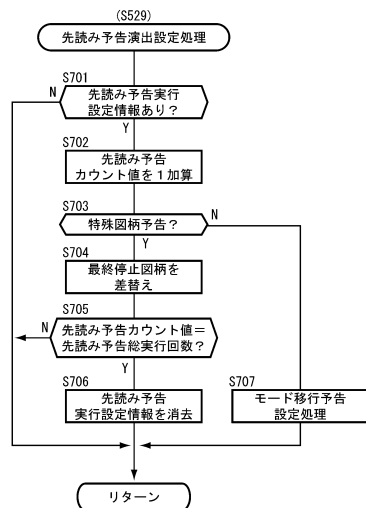 (S529)
先読み予告演出設定処理
S701
N
先読み予告実行
設定情報あり?
Y
S702
先読み予告
カウント値を1加算
S703
特殊図柄予告?
N
Y
S704
最終停止図柄を
差替え
S705
N
先読み予告カウント値=
先読み予告総実行回数?
Y
S706
先読み予告
実行設定情報を消去
S707
モード移行予告
設定処理
リターン